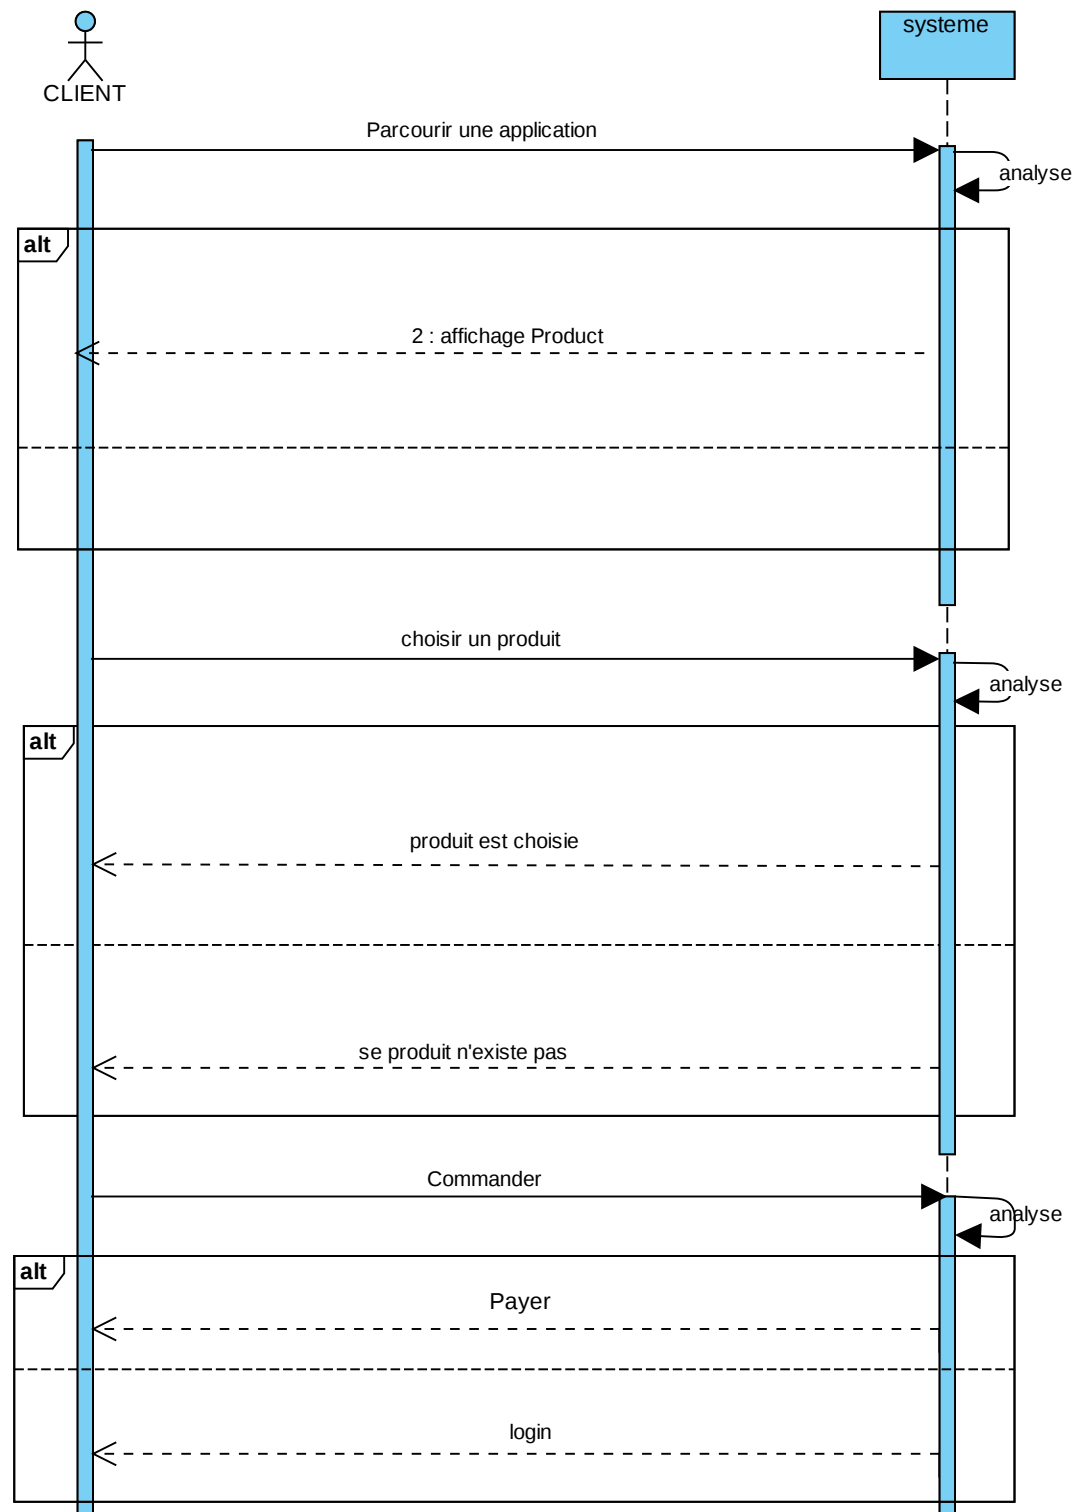 systeme
CLIENT
Parcourir une application
analyse
alt
2 : affichage Product
choisir un produit
analyse
alt
produit est choisie
se produit n'existe pas
Commander
analyse
alt
Payer
login